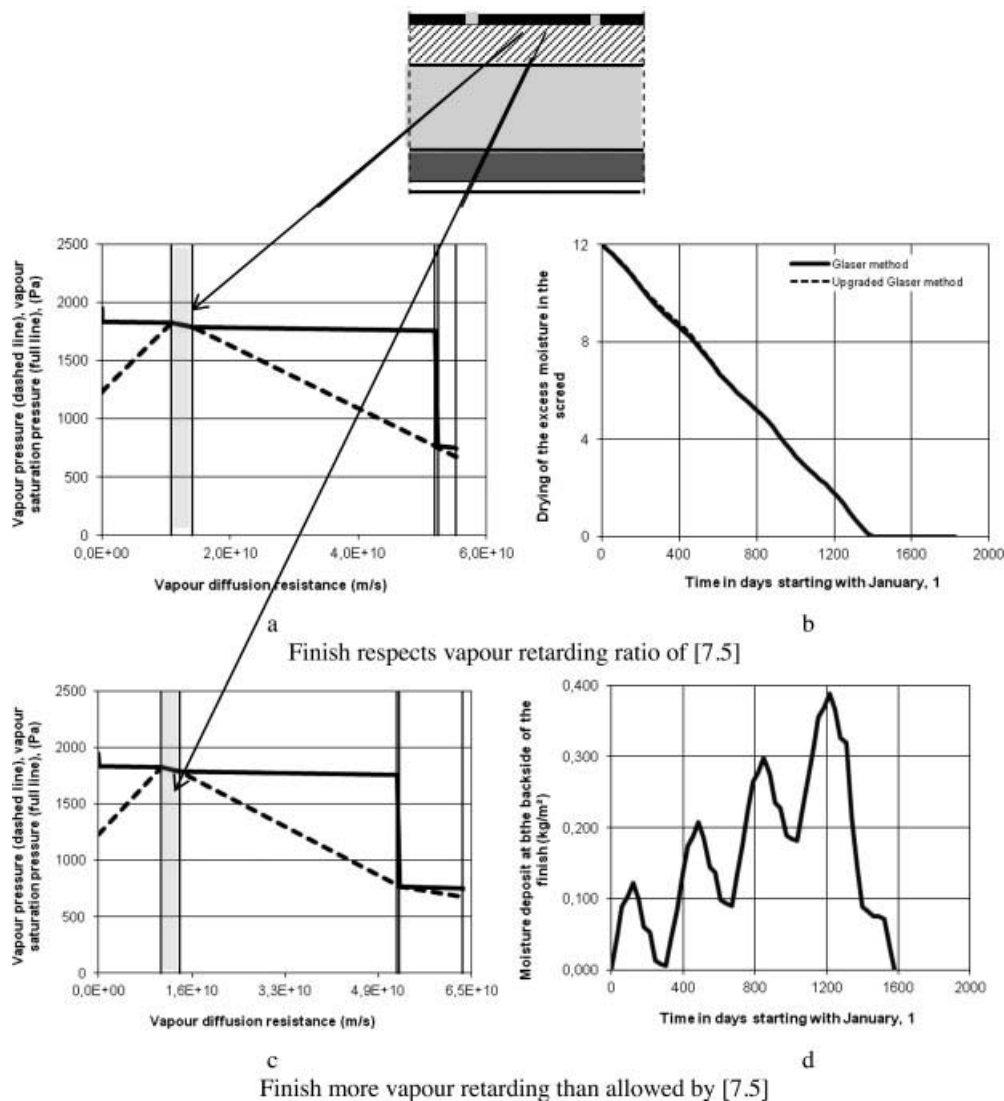 2500
2000
1500
1000
500
0
0,0E+00 2,0E+10 4,0E+10 6,0E+10
Vapour pressure (dashed line), vapour
saturation pressure (full line), (Pa)
Vapour diffusion resistance (m/s)
12
8
4
0
0 400 800 1200 1600 2000
Drying of the excess moisture in the
screed
Glaser method
Upgraded Glaser method
Time in days starting with January, 1
a
b
Finish respects vapour retarding ratio of [7.5]
2500
2000
1500
1000
500
0
0,0E+00 1,6E+10 3,3E+10 4,9E+10 6,5E+10
Vapour pressure (dashed line), vapour
saturation pressure (full line), (Pa)
Vapour diffusion resistance (m/s)
0,400
0,300
0,200
0,100
0,000
0 400 800 1200 1600 2000
Moisture deposit at bthe backside of the
finish (kg/m²)
Time in days starting with January, 1
c
d
Finish more vapour retarding than allowed by [7.5]